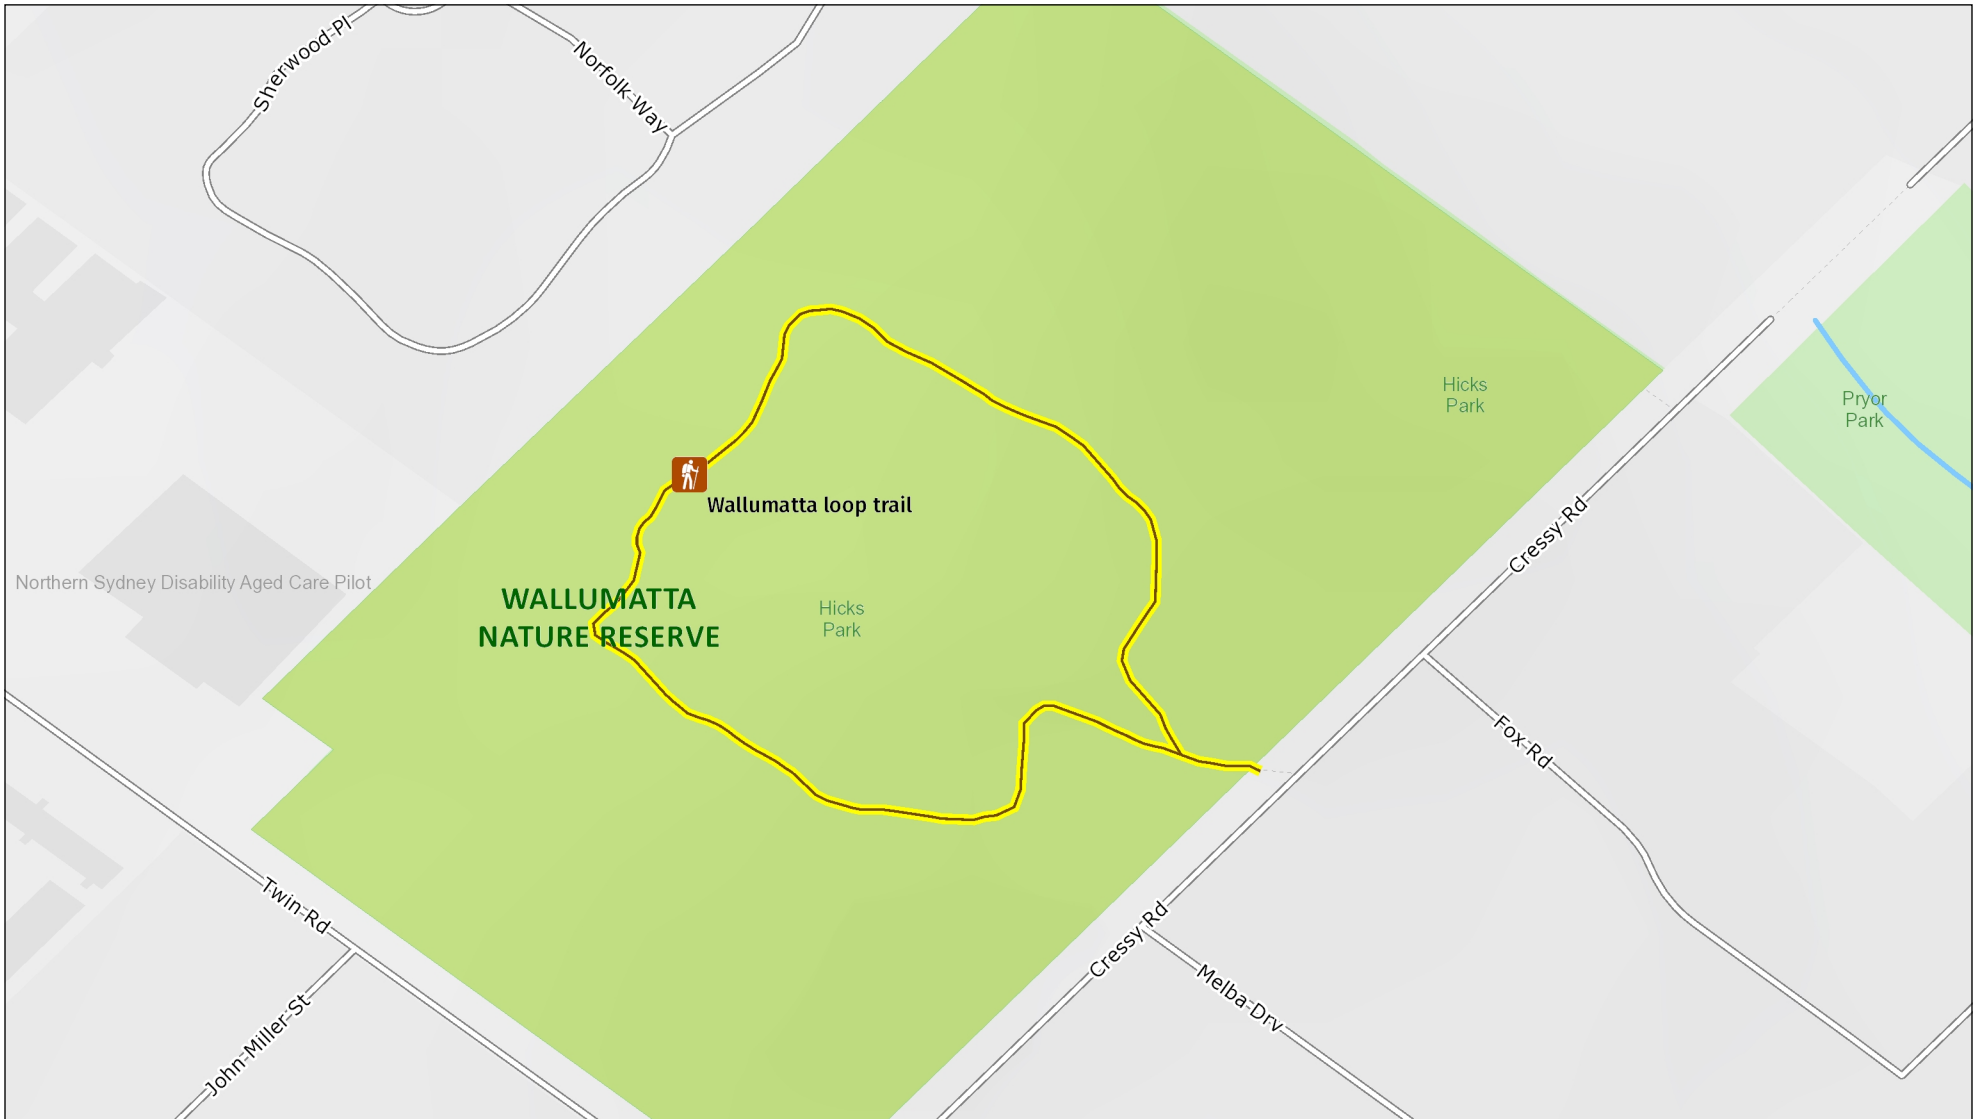 Sherwood Pl
Norfolk Way
Hicks
Park
Pryor
Park
Wallumatta loop trail
Cressy Rd
Northern Sydney Disability Aged Care Pilot
WALLUMATTA
NATURE RESERVE
Hicks
Park
Fox Rd
Twin Rd
Cressy Rd
Melba Drv
John Miller St